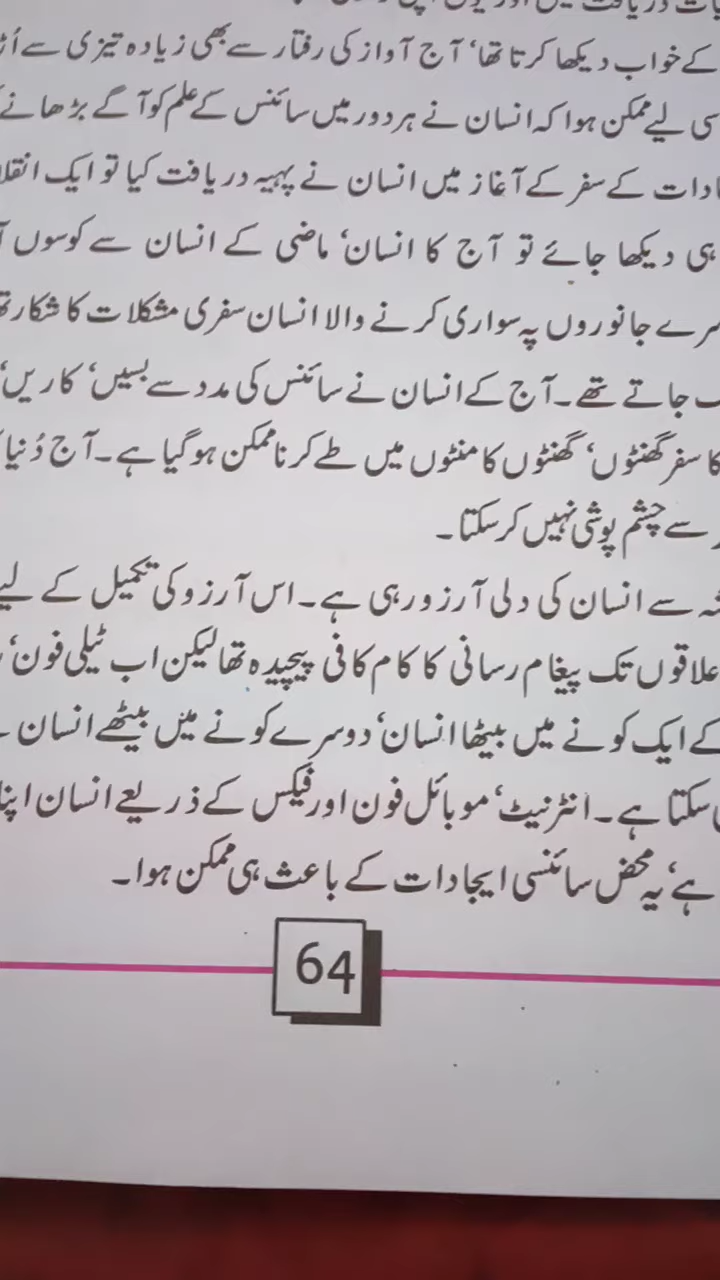 کے خواب دیکھا کرتا تھا‘ آج آواز کی رفتار سے بھی زیادہ تیزی سے
لیے ممکن ہوا کہ انسان نے ہر دور میں سائنس کے علم کو آگے بڑھانے
کے سفر کے آغاز میں انسان نے پہیہ دریافت کیا تو ایک
ہی دیکھا جائے تو آج کا انسان‘ ماضی کے انسان سے کوسوں
جانوروں پہ سواری کرنے والا انسان سفری مشکلات کا شکار
جاتے تھے۔ آج کے انسان نے سائنس کی مدد سے بسیں‘ کاریں‘
کا سفر گھنٹوں‘ گھنٹوں کا منٹوں میں طے کرنا ممکن ہو گیا ہے۔ آج دُنیا
سے چشم پوشی نہیں کر سکتا۔
سے انسان کی دلی آرزو رہی ہے۔ اس آرزو کی تکمیل کے لیے
علاقوں تک پیغام رسانی کا کام کافی پیچیدہ تھا لیکن اب ٹیلی فون‘
کے ایک کونے میں بیٹھا انسان‘ دوسرے کونے میں بیٹھے انسان
سکتا ہے۔ انٹرنیٹ‘ موبائل فون اور فیکس کے ذریعے انسان اپنا
ہے‘ یہ محض سائنسی ایجادات کے باعث ہی ممکن ہوا۔
64